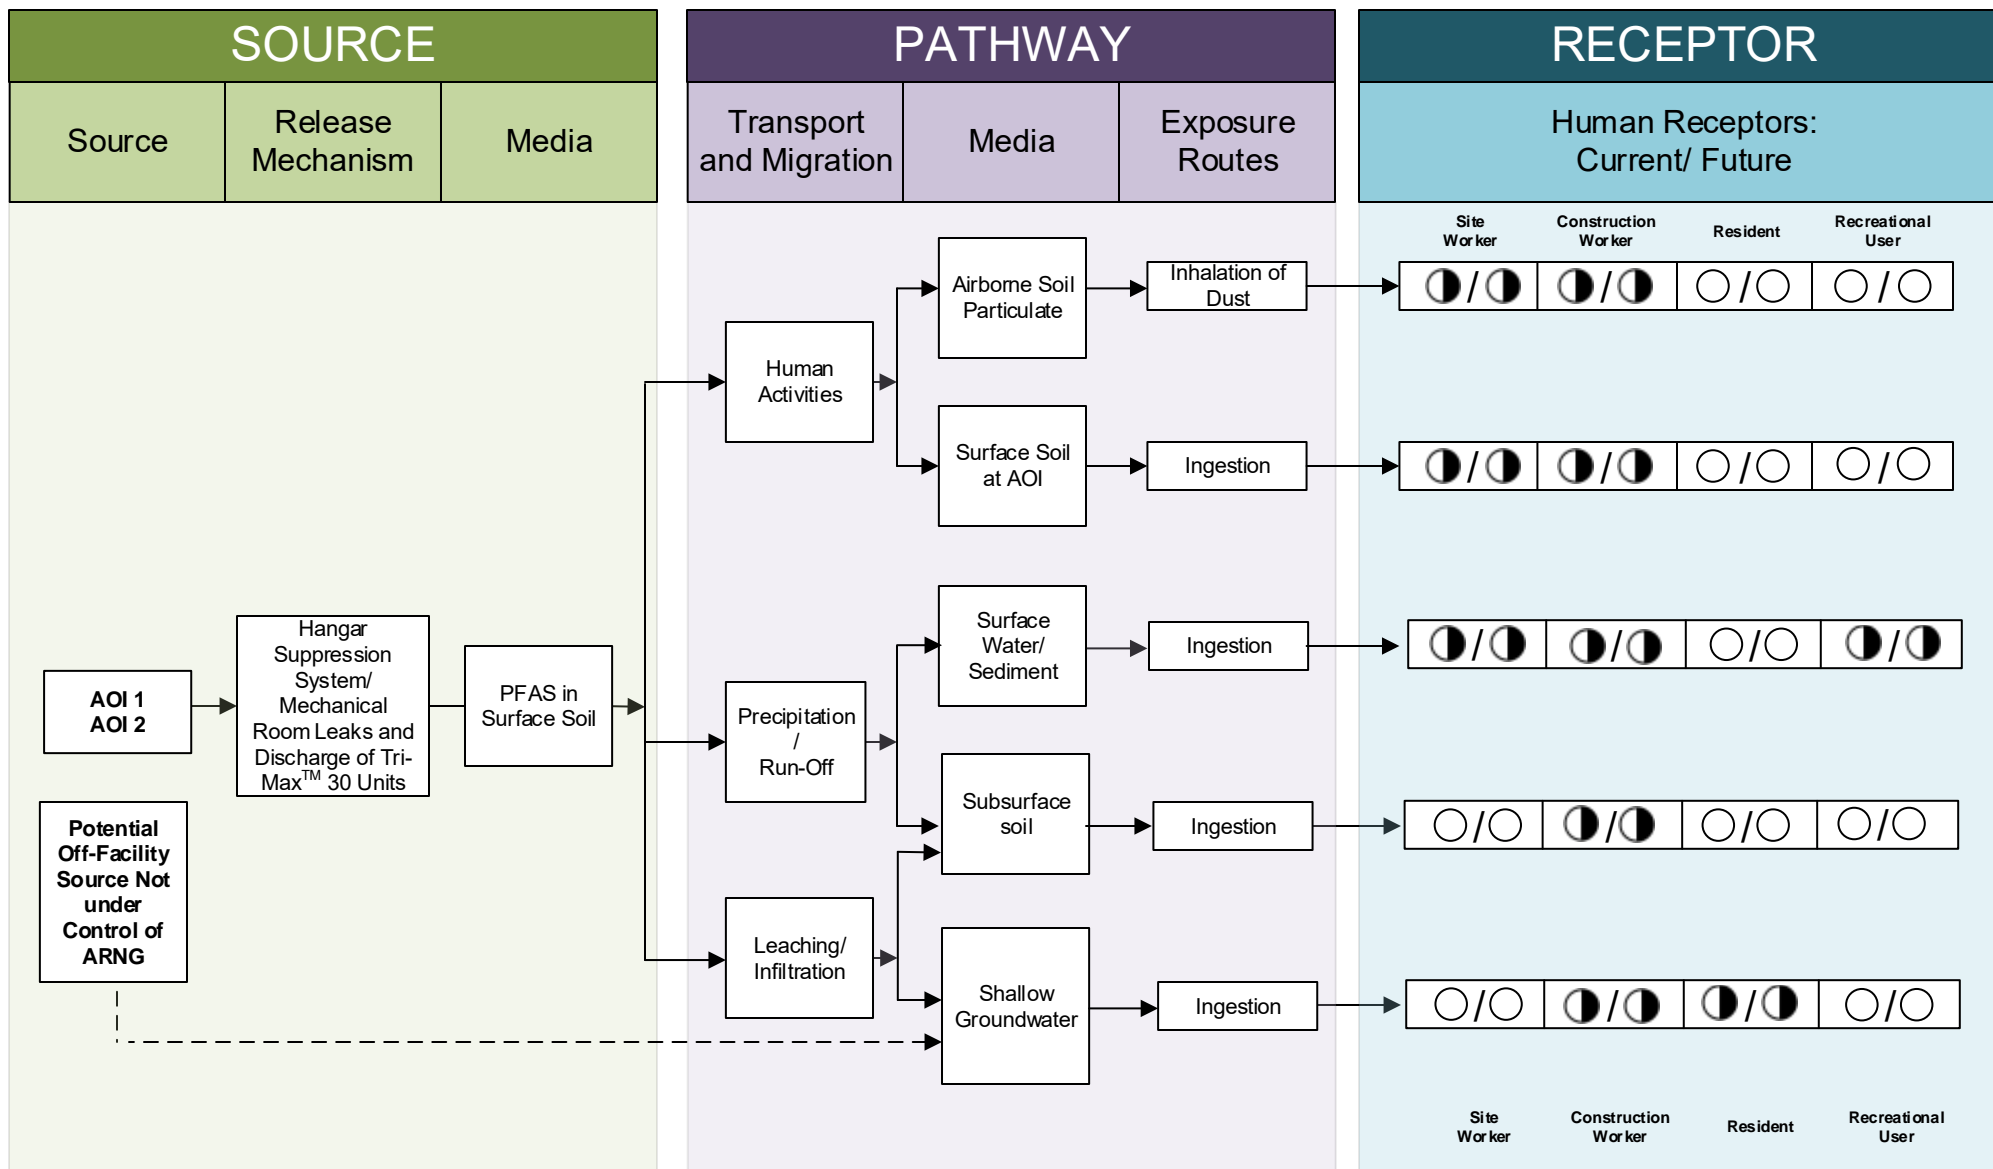 SOURCE
PATHWAY
RECEPTOR
Source
Release
Mechanism
Media
Transport
and Migration
Media
Exposure
Routes
Human Receptors:
Current/ Future
Site
Worker
Construction
Worker
Resident
Recreational
User
Airborne Soil
Particulate
Inhalation of
Dust
/
/
/
/
Human
Activities
Surface Soil
at AOI
Ingestion
/
/
/
/
AOI 1
AOI 2
Hangar
Suppression
System/
Mechanical
Room Leaks and
Discharge of Tri-
Max™ 30 Units
PFAS in
Surface Soil
Precipitation
/
Run-Off
Surface
Water/
Sediment
Ingestion
/
/
/
/
Potential
Off-Facility
Source Not
under
Control of
ARNG
Subsurface
soil
Ingestion
/
/
/
/
Leaching/
Infiltration
Shallow
Groundwater
Ingestion
/
/
/
/
Site
Worker
Construction
Worker
Resident
Recreational
User